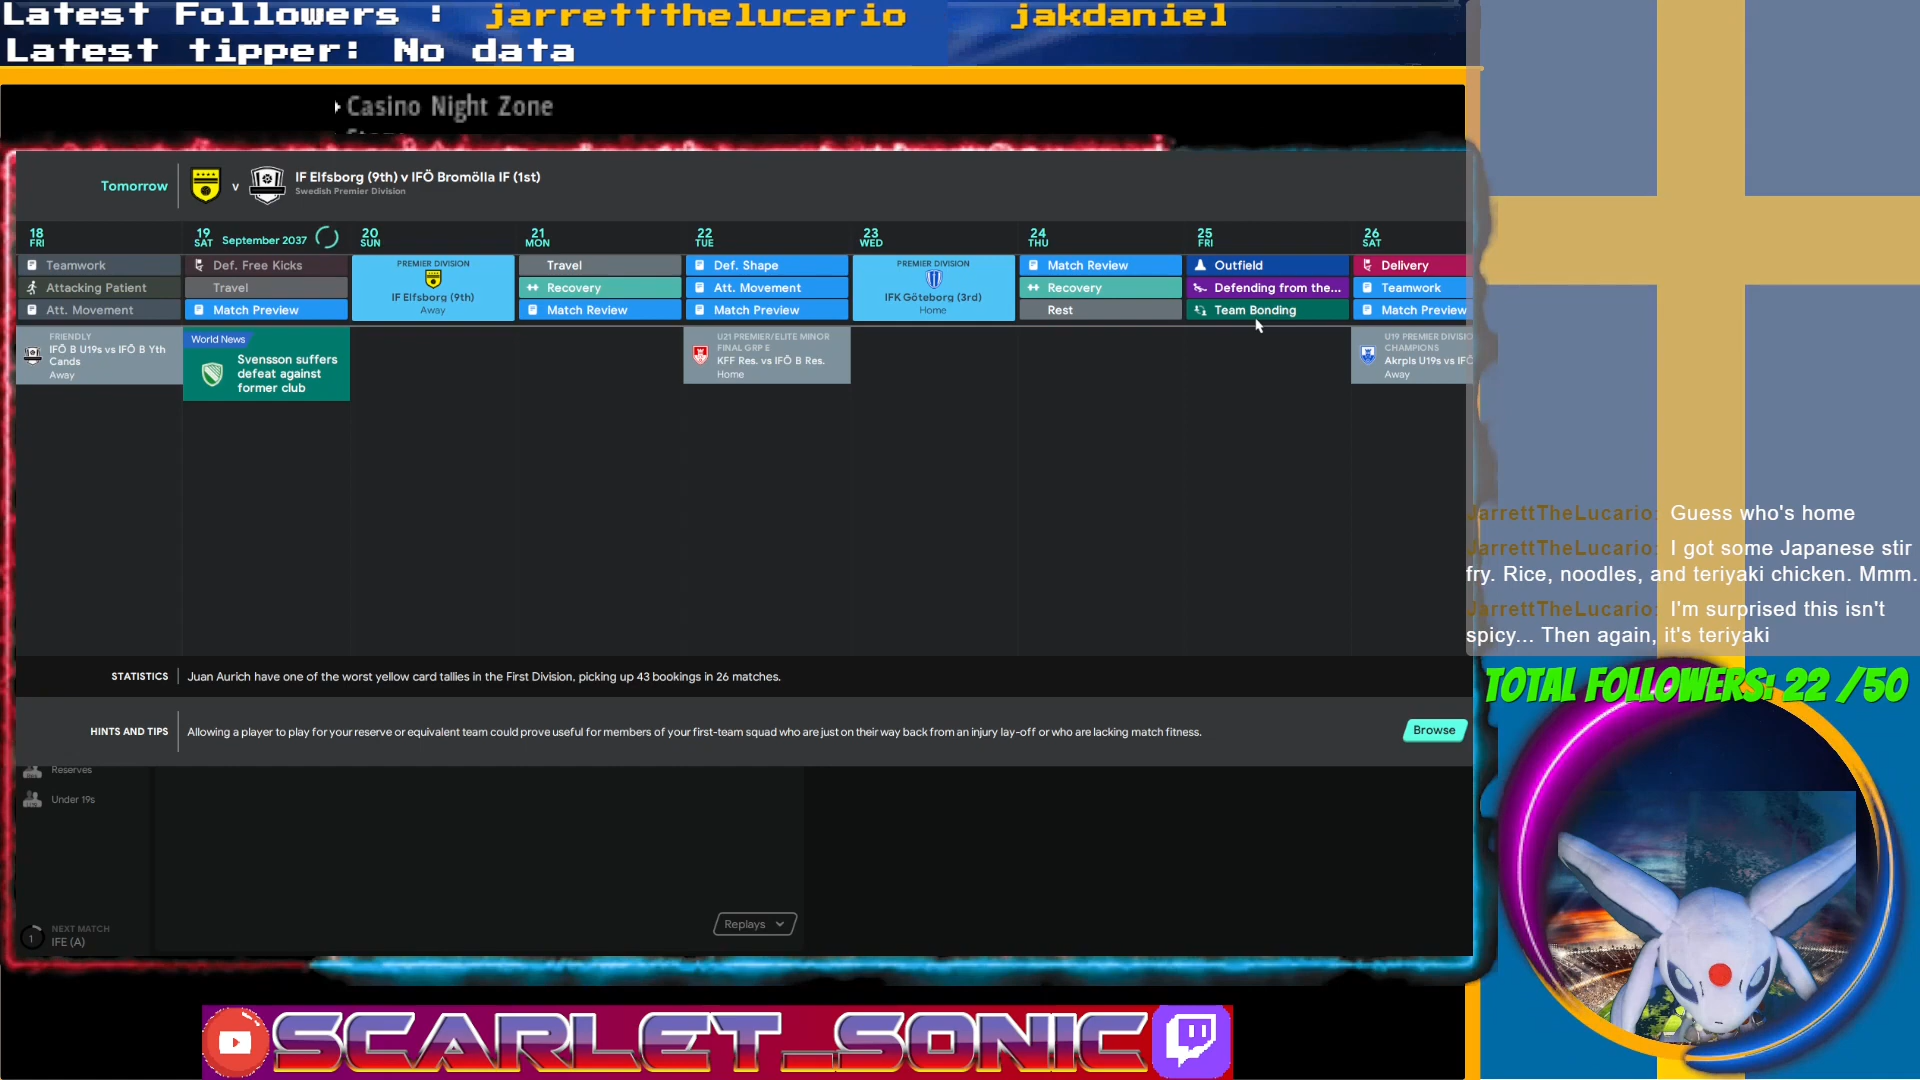 Latest Followers : jarrettthelucario jakdaniel
Latest tipper: No data
Casino Night Zone
Tomorrow
v
IF Elfsborg (9th) v IFÖ Bromölla IF (1st)
Swedish Premier Division
18 FRI
19 SAT September 2037
20 SUN
21 MON
22 TUE
23 WED
24 THU
25 FRI
26 SAT
Teamwork
Attacking Patient
Att. Movement
Def. Free Kicks
Travel
Match Preview
PREMIER DIVISION
IF Elfsborg (9th)
Away
Travel
Recovery
Match Review
Def. Shape
Att. Movement
Match Preview
PREMIER DIVISION
IFK Göteborg (3rd)
Home
Match Review
Recovery
Rest
Outfield
Defending from the...
Team Bonding
Delivery
Teamwork
Match Preview
FRIENDLY
IFÖ B U19s vs IFÖ B Yth
Cands
Away
World News
Svensson suffers
defeat against
former club
U21 PREMIER/ELITE MINOR
FINAL GRP E
KFF Res. vs IFÖ B Res.
Home
U19 PREMIER DIVISIO
CHAMPIONS
Akrpls U19s vs IFÖ
Away
STATISTICS
Juan Aurich have one of the worst yellow card tallies in the First Division, picking up 43 bookings in 26 matches.
HINTS AND TIPS
Allowing a player to play for your reserve or equivalent team could prove useful for members of your first-team squad who are just on their way back from an injury lay-off or who are lacking match fitness.
Browse
Reserves
Under 19s
Replays
1
NEXT MATCH
IFE (A)
JarrettTheLucario: Guess who's home
JarrettTheLucario: I got some Japanese stir
fry. Rice, noodles, and teriyaki chicken. Mmm.
JarrettTheLucario: I'm surprised this isn't
spicy... Then again, it's teriyaki
TOTAL FOLLOWERS: 22 /50
SCARLET_SONIC